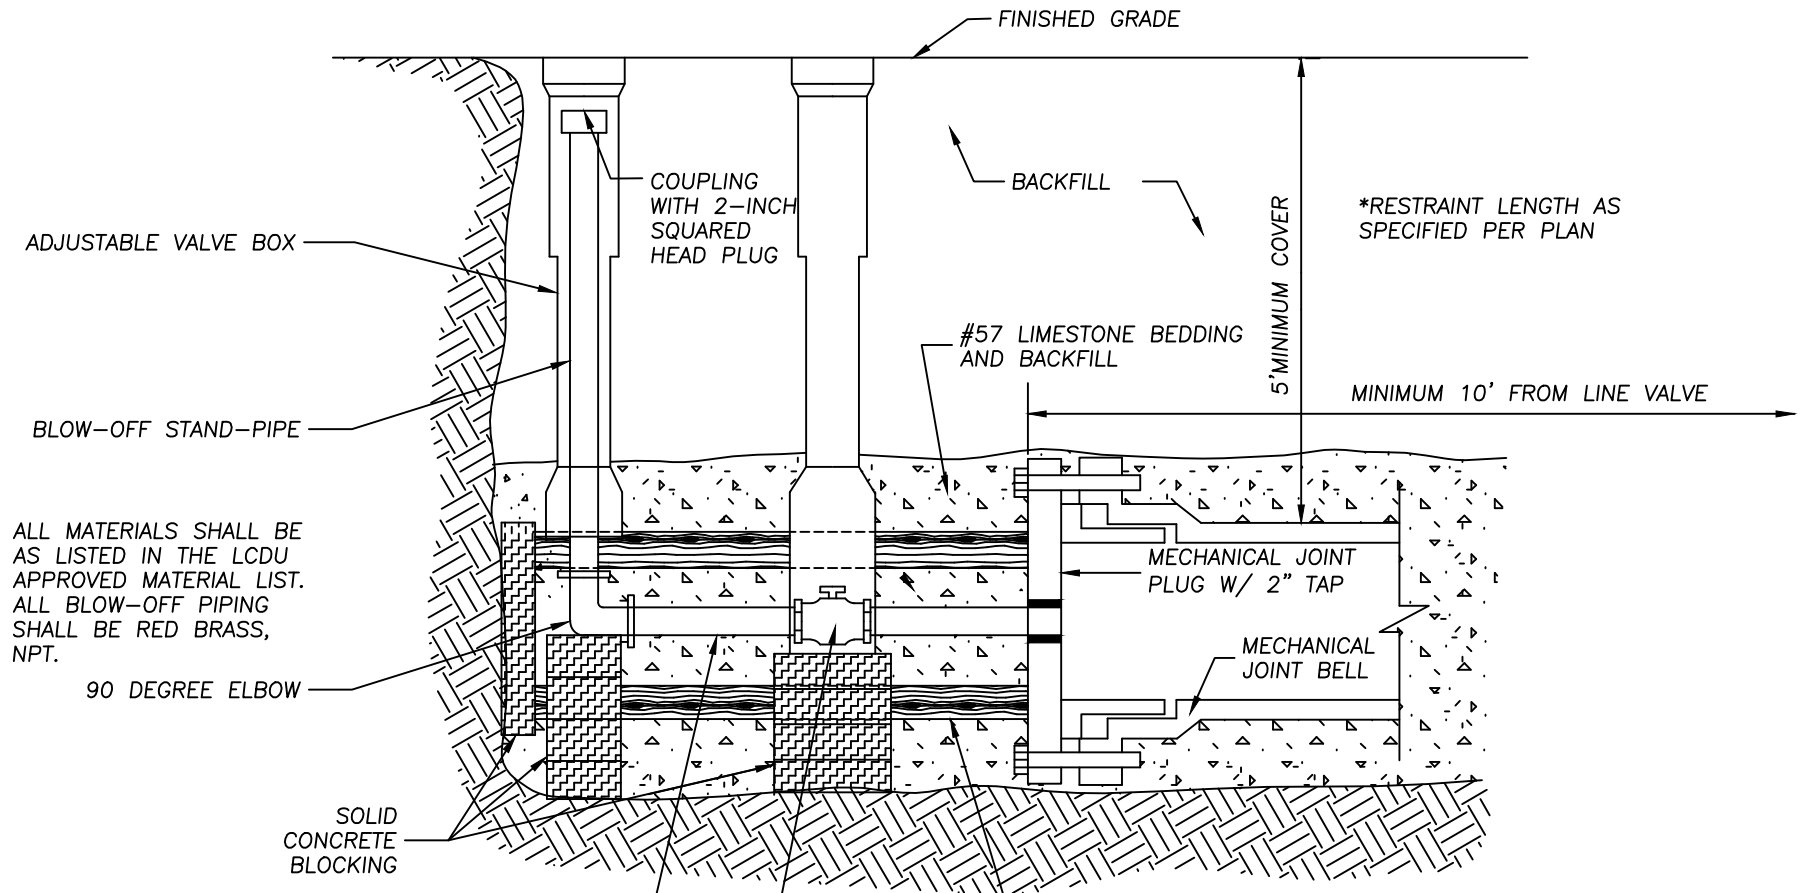 FINISHED GRADE
COUPLING
WITH 2-INCH
SQUARED
HEAD PLUG
BACKFILL
5'MINIMUM COVER
*RESTRAINT LENGTH AS
SPECIFIED PER PLAN
ADJUSTABLE VALVE BOX
#57 LIMESTONE BEDDING
AND BACKFILL
MINIMUM 10' FROM LINE VALVE
BLOW-OFF STAND-PIPE
ALL MATERIALS SHALL BE
AS LISTED IN THE LCDU
APPROVED MATERIAL LIST.
ALL BLOW-OFF PIPING
SHALL BE RED BRASS,
NPT.
MECHANICAL JOINT
PLUG W/ 2" TAP
MECHANICAL
JOINT BELL
90 DEGREE ELBOW
SOLID
CONCRETE
BLOCKING